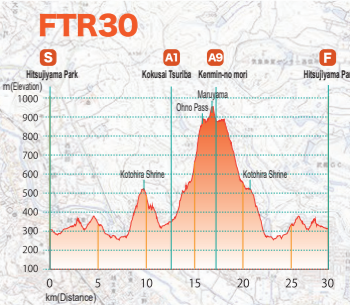 FTR30
S A1 A9 F
Hitsujiyama Park Kokusai Tsuriba Kenmin-no mori Hitsujiyama Pa
m(Elevation)
Maruyama
1000
Ohno Pass
900
800
700
Kotohira Shrine Kotohira Shrine
600
500
400
300
200
100
0 5 10 15 20 25 30
km(Distance)